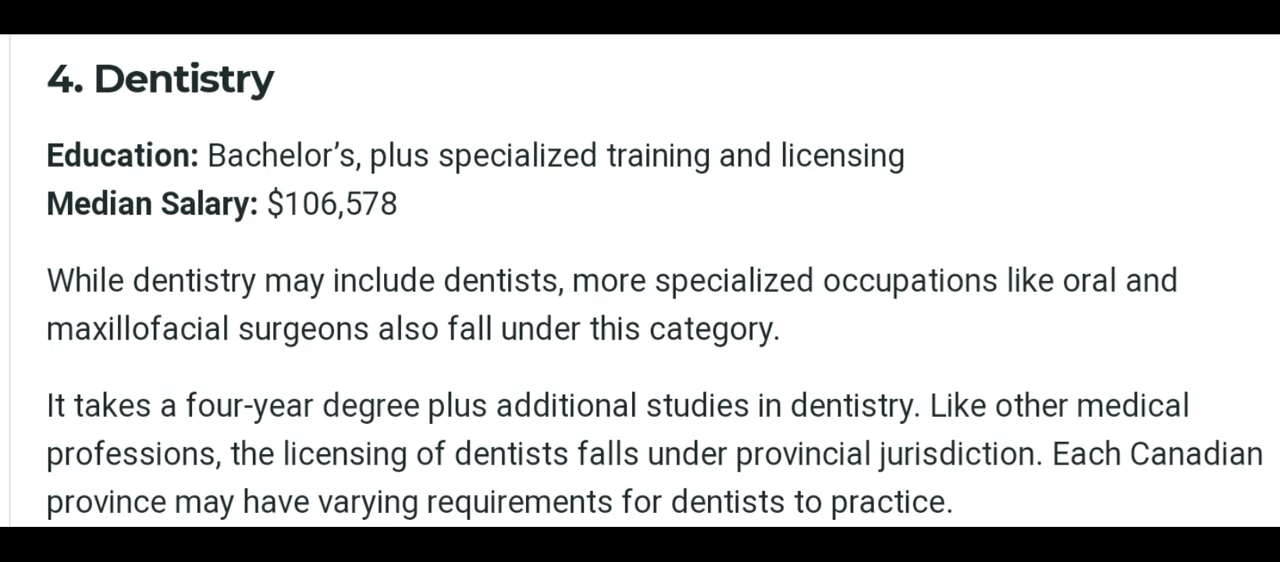 4. Dentistry
Education: Bachelor’s, plus specialized training and licensing
Median Salary: $106,578
While dentistry may include dentists, more specialized occupations like oral and
maxillofacial surgeons also fall under this category.
It takes a four-year degree plus additional studies in dentistry. Like other medical
professions, the licensing of dentists falls under provincial jurisdiction. Each Canadian
province may have varying requirements for dentists to practice.